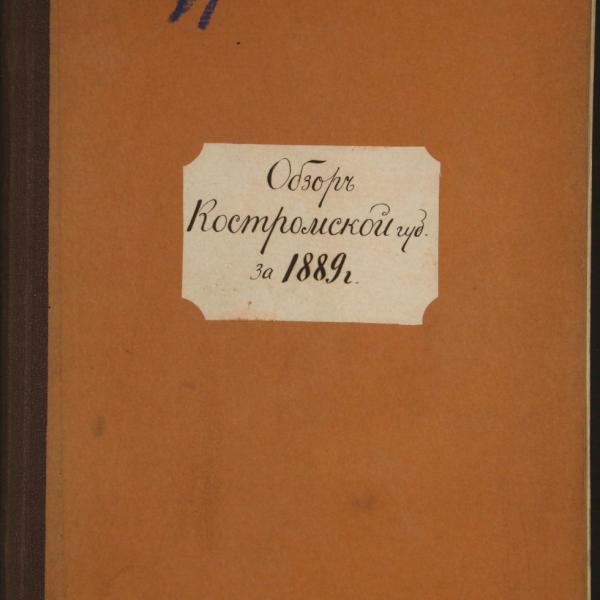 Обзоръ
Костромской губ.
за 1889 г.